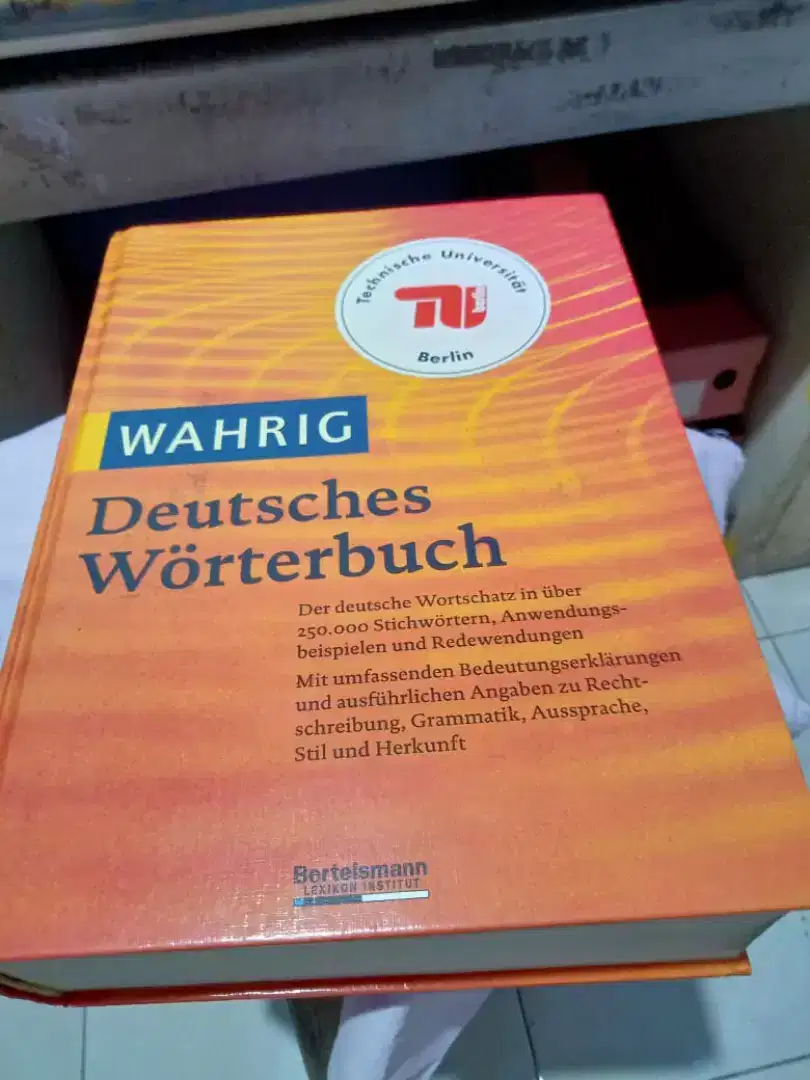 Technische Universität
berlin
Berlin
WAHRIG
Deutsches
Wörterbuch
Der deutsche Wortschatz in über
250.000 Stichwörtern, Anwendungs-
beispielen und Redewendungen
Mit umfassenden Bedeutungserklärungen
und ausführlichen Angaben zu Recht-
schreibung, Grammatik, Aussprache,
Stil und Herkunft
Bertelsmann
LEXIKON INSTITUT